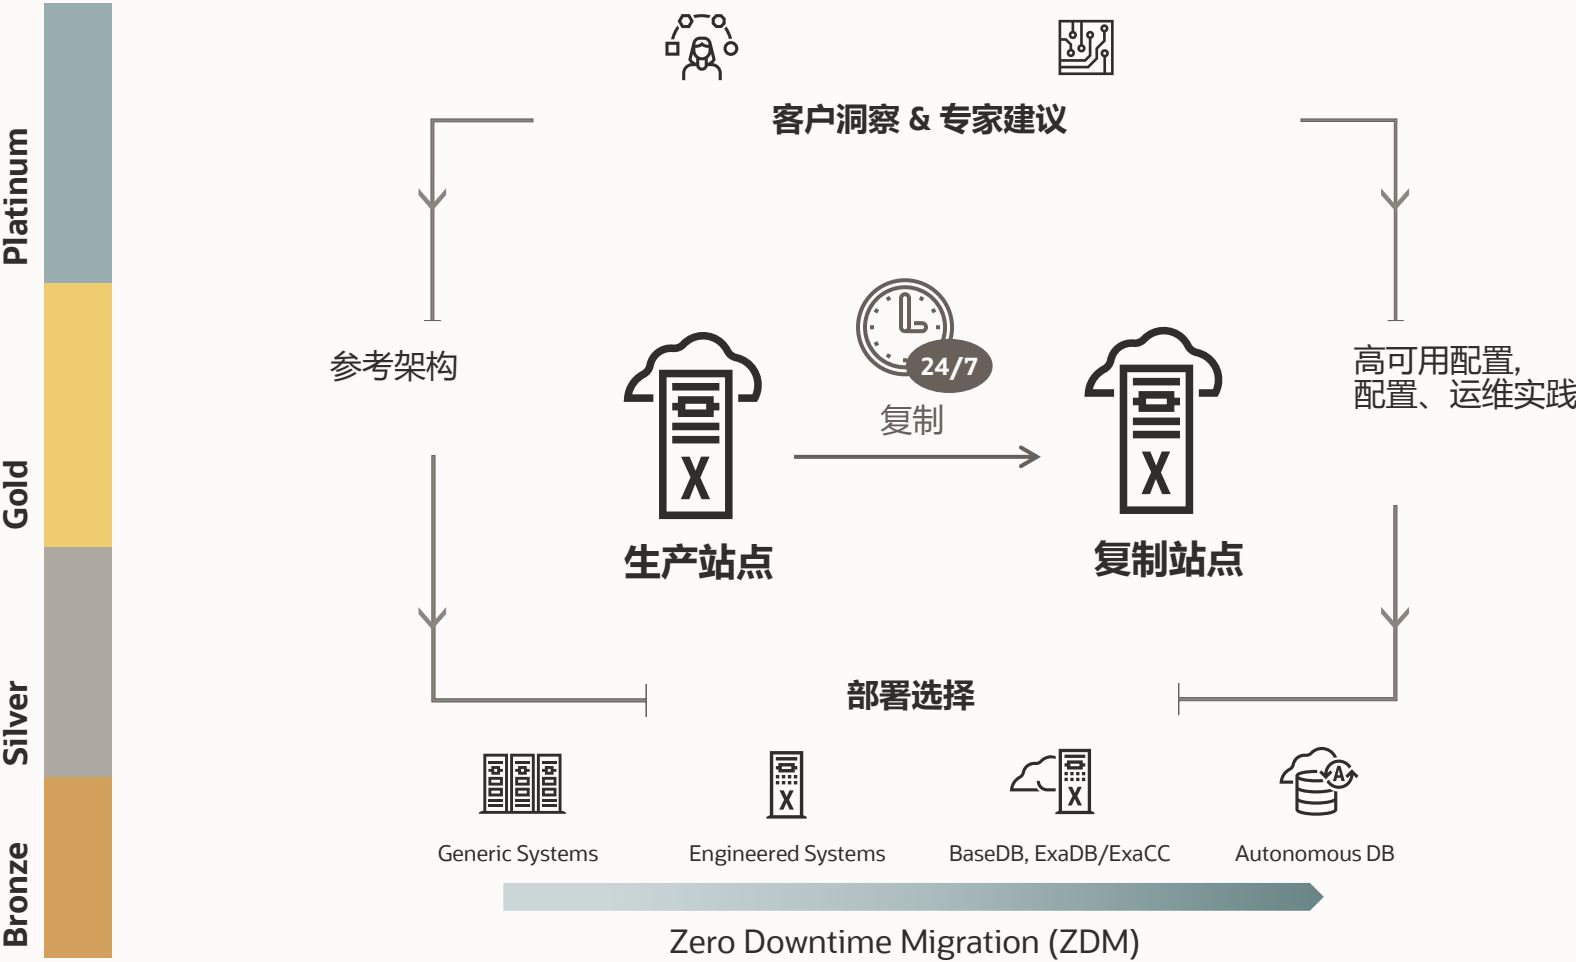 Platinum
Gold
Silver
Bronze
客户洞察 & 专家建议
参考架构
24/7
复制
高可用配置,
配置、运维实践
X
X
生产站点
复制站点
部署选择
X
X
A
Generic Systems
Engineered Systems
BaseDB, ExaDB/ExaCC
Autonomous DB
Zero Downtime Migration (ZDM)